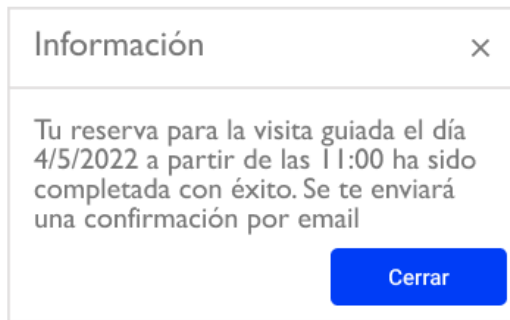 Información
×
Tu reserva para la visita guiada el día
4/5/2022 a partir de las 11:00 ha sido
completada con éxito. Se te enviará
una confirmación por email
Cerrar